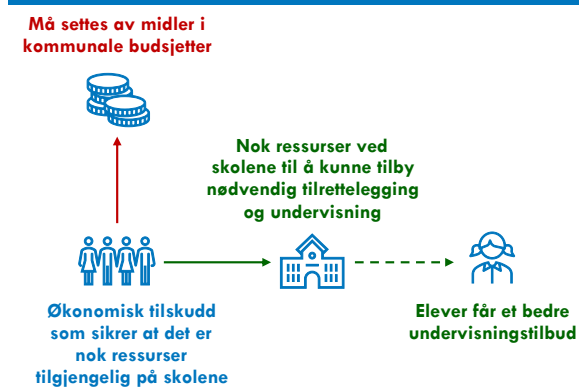 Må settes av midler i
kommunale budsjetter
Nok ressurser ved
skolene til å kunne tilby
nødvendig tilrettelegging
og undervisning
Økonomisk tilskudd
som sikrer at det er
nok ressurser
tilgjengelig på skolene
Elever får et bedre
undervisningstilbud